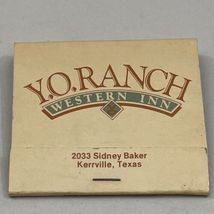 Y.O. RANCH
WESTERN INN
2033 Sidney Baker
Kerrville, Texas